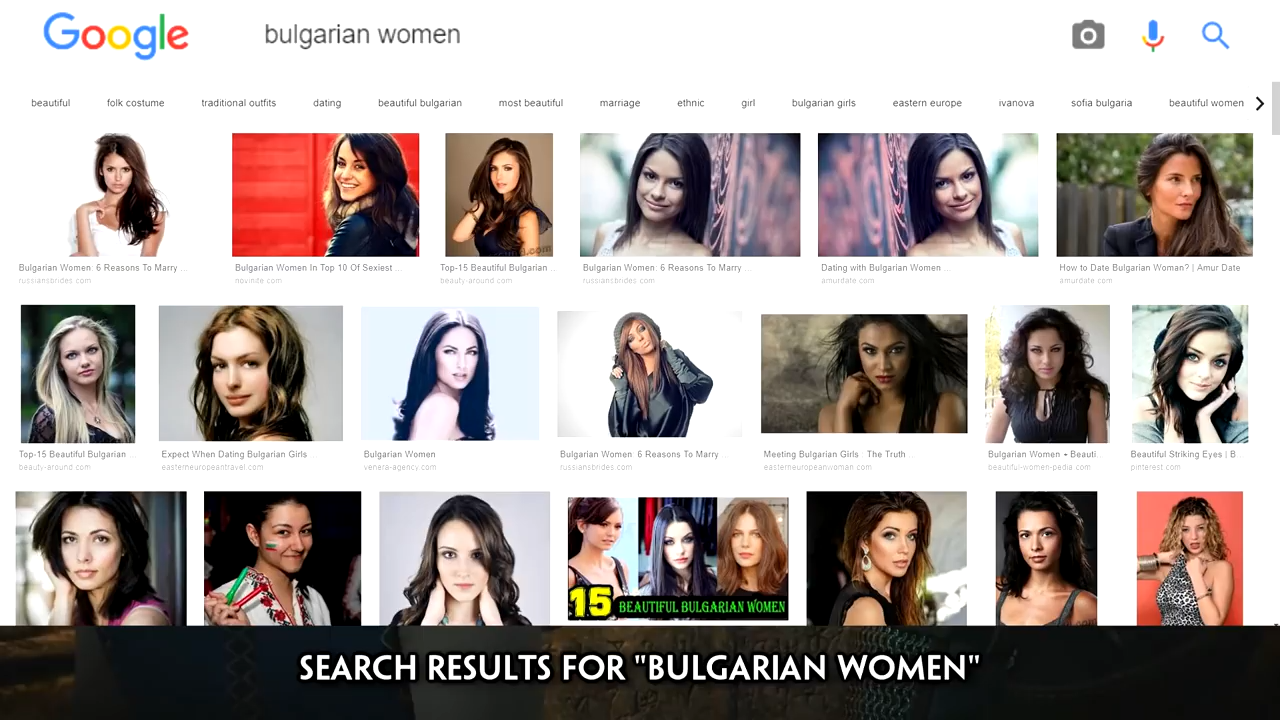 Google
bulgarian women
beautiful folk costume traditional outfits dating beautiful bulgarian most beautiful marriage ethnic girl bulgarian girls eastern europe ivanova sofia bulgaria beautiful women
Bulgarian Women: 6 Reasons To Marry ... Bulgarian Women In Top 10 Of Sexiest ... Top-15 Beautiful Bulgarian ... Bulgarian Women: 6 Reasons To Marry ... Dating with Bulgarian Women ... How to Date Bulgarian Woman? | Amur Date
russiansbrides.com novinite.com beauty-around.com russiansbrides.com amurdate.com amurdate.com
Top-15 Beautiful Bulgarian ... Expect When Dating Bulgarian Girls ... Bulgarian Women Bulgarian Women: 6 Reasons To Marry ... Meeting Bulgarian Girls : The Truth ... Bulgarian Women • Beauti... Beautiful Striking Eyes | B...
beauty-around.com easterneuropeantravel.com venera-agency.com russiansbrides.com easterneuropeanwoman.com beautiful-women-pedia.com pinterest.com
15 BEAUTIFUL BULGARIAN WOMEN
SEARCH RESULTS FOR "BULGARIAN WOMEN"